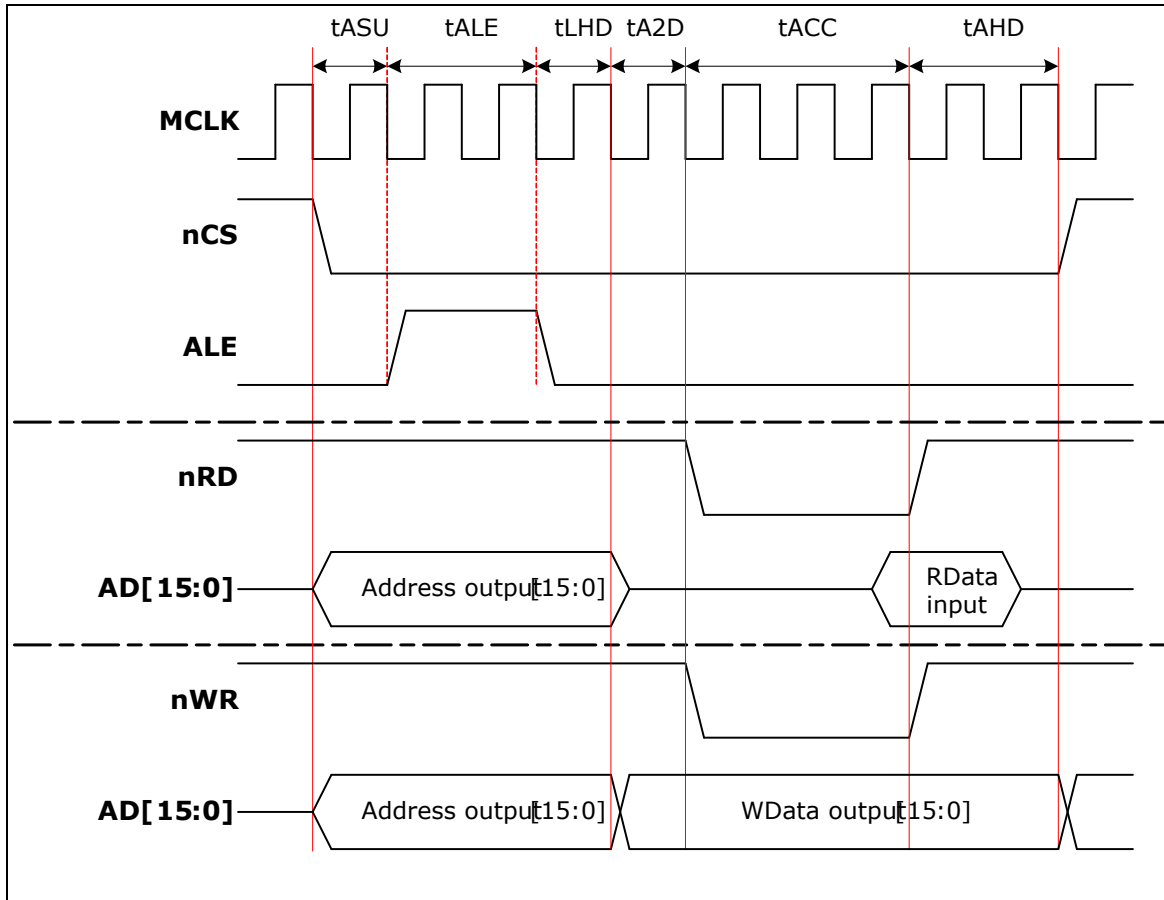 tASU tALE tLHD tA2D tACC tAHD
MCLK
nCS
ALE
nRD
AD[15:0]
Address output[15:0]
RData
input
nWR
AD[15:0]
Address output[15:0]
WData output[15:0]